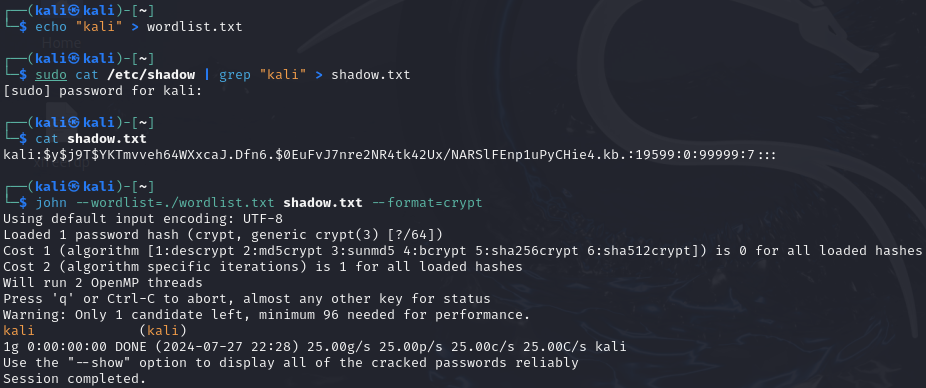 ┌──(kali㉿kali)-[~]
└─$ echo "kali" > wordlist.txt
┌──(kali㉿kali)-[~]
└─$ sudo cat /etc/shadow | grep "kali" > shadow.txt
[sudo] password for kali:
┌──(kali㉿kali)-[~]
└─$ cat shadow.txt
kali:$y$j9T$YKTmvveh64WXxcaJ.Dfn6.$0EuFvJ7nre2NR4tk42Ux/NARSlFEnp1uPyCHie4.kb.:19599:0:99999:7:::
┌──(kali㉿kali)-[~]
└─$ john --wordlist=./wordlist.txt shadow.txt --format=crypt
Using default input encoding: UTF-8
Loaded 1 password hash (crypt, generic crypt(3) [?/64])
Cost 1 (algorithm [1:descrypt 2:md5crypt 3:sunmd5 4:bcrypt 5:sha256crypt 6:sha512crypt]) is 0 for all loaded hashes
Cost 2 (algorithm specific iterations) is 1 for all loaded hashes
Will run 2 OpenMP threads
Press 'q' or Ctrl-C to abort, almost any other key for status
Warning: Only 1 candidate left, minimum 96 needed for performance.
kali             (kali)
1g 0:00:00:00 DONE (2024-07-27 22:28) 25.00g/s 25.00p/s 25.00c/s 25.00C/s kali
Use the "--show" option to display all of the cracked passwords reliably
Session completed.